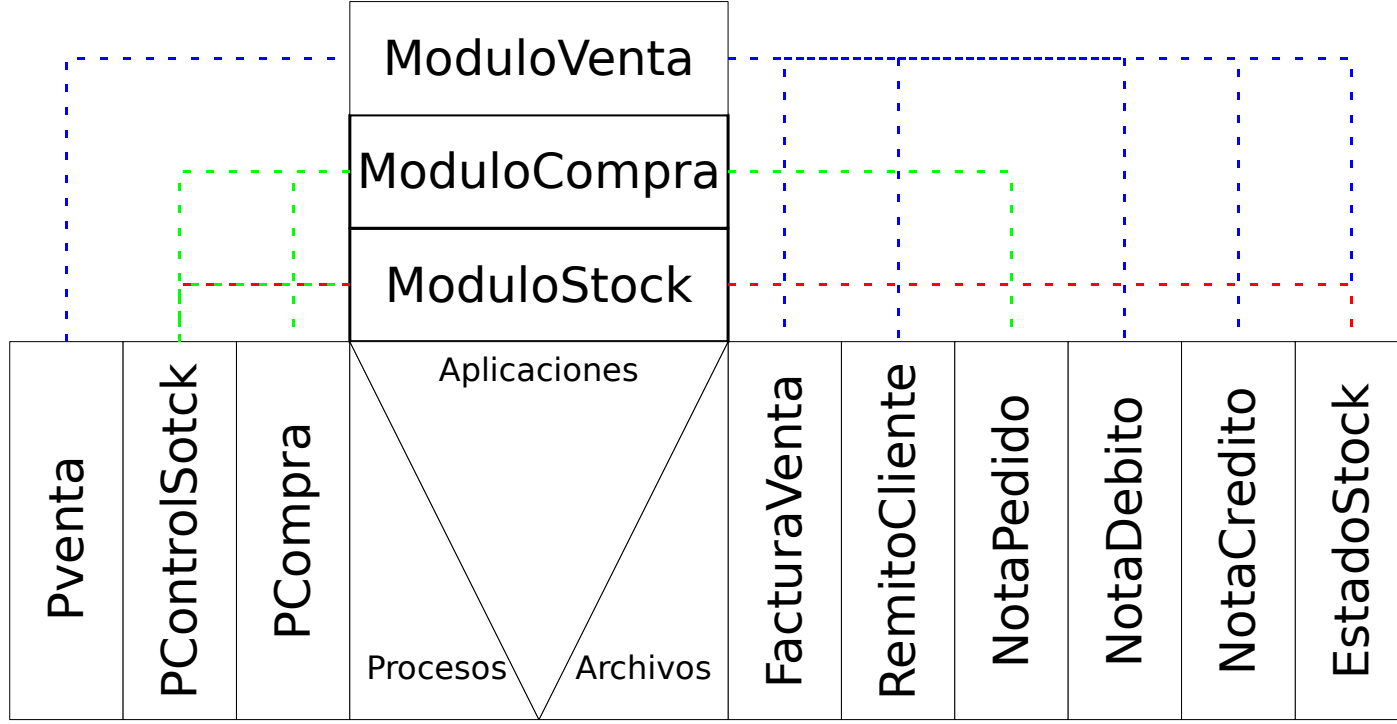 ModuloVenta
ModuloCompra
ModuloStock
Aplicaciones
Procesos
Archivos
Pventa
PControlSotck
PCompra
FacturaVenta
RemitoCliente
NotaPedido
NotaDebito
NotaCredito
EstadoStock